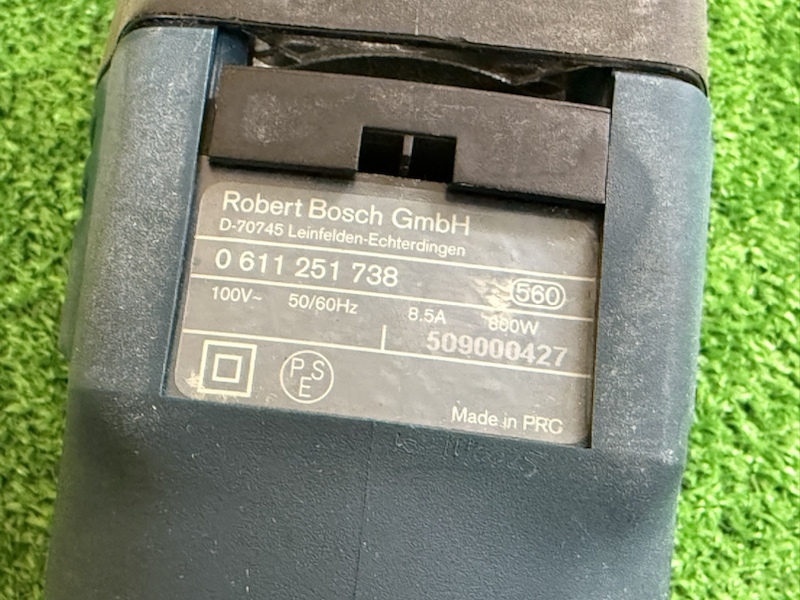 Robert Bosch GmbH
D-70745 Leinfelden-Echterdingen
0 611 251 738 560
100V~ 50/60Hz 8.5A 800W
509000427
PSE
Made in PRC